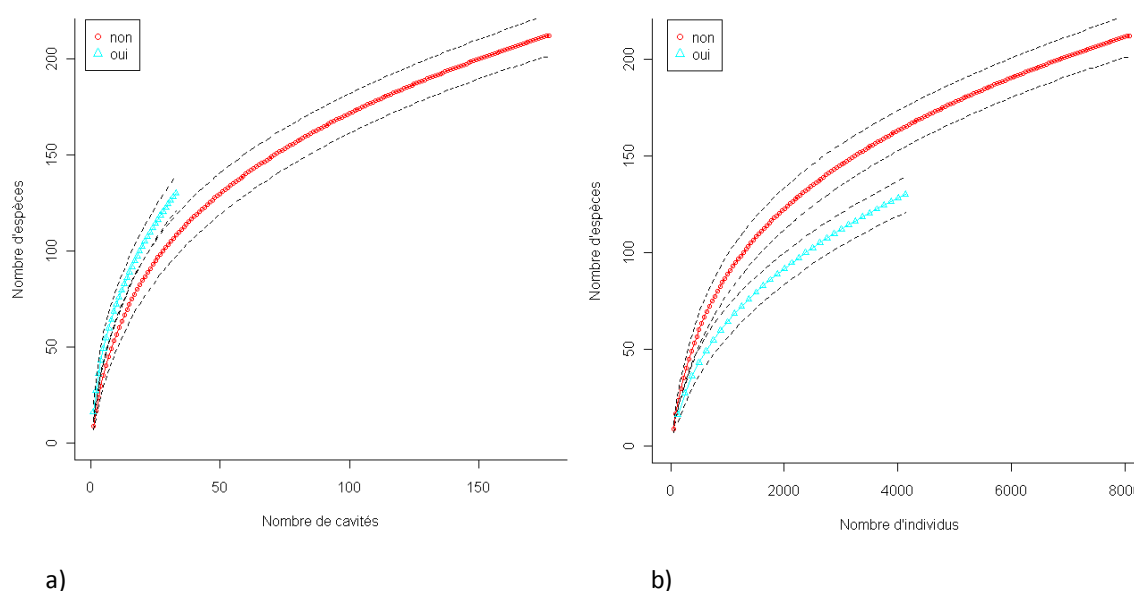 non
oui
Nombre d'espèces
200
150
100
50
0
0
50
100
150
Nombre de cavités
a)
non
oui
Nombre d'espèces
200
150
100
50
0
0
2000
4000
6000
8000
Nombre d'individus
b)